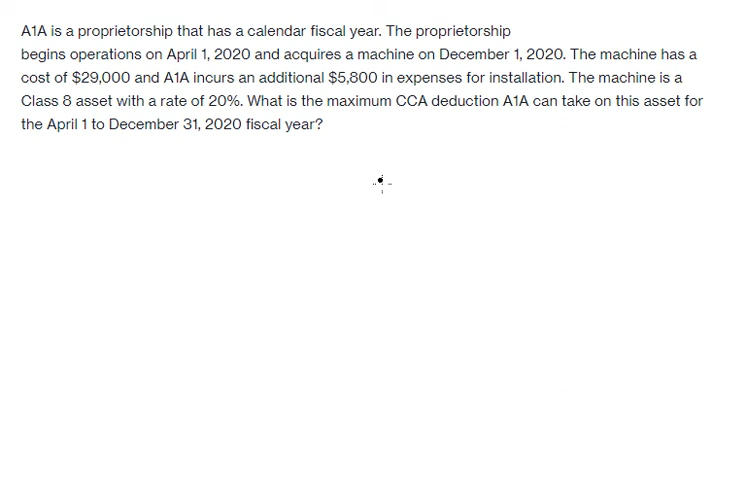 A1A is a proprietorship that has a calendar fiscal year. The proprietorship
begins operations on April 1, 2020 and acquires a machine on December 1, 2020. The machine has a
cost of $29,000 and A1A incurs an additional $5,800 in expenses for installation. The machine is a
Class 8 asset with a rate of 20%. What is the maximum CCA deduction A1A can take on this asset for
the April 1 to December 31, 2020 fiscal year?